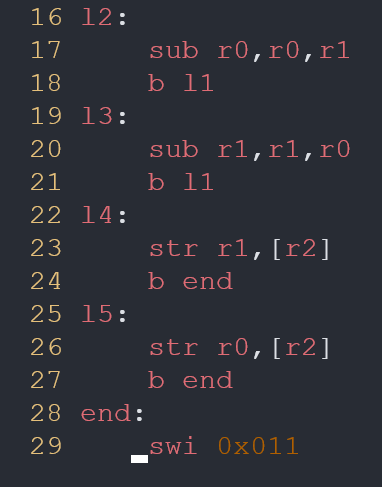 16 l2:
17 sub r0,r0,r1
18 b l1
19 l3:
20 sub r1,r1,r0
21 b l1
22 l4:
23 str r1,[r2]
24 b end
25 l5:
26 str r0,[r2]
27 b end
28 end:
29 swi 0x011